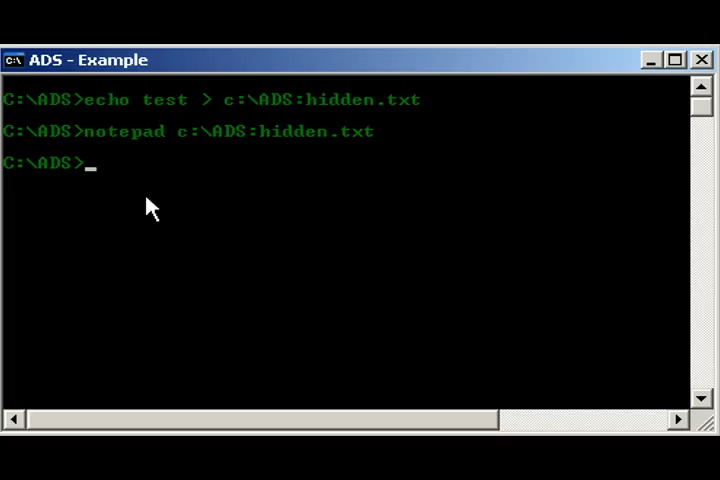 C:\ ADS - Example
C:\ADS>echo test > c:\ADS:hidden.txt
C:\ADS>notepad c:\ADS:hidden.txt
C:\ADS>_